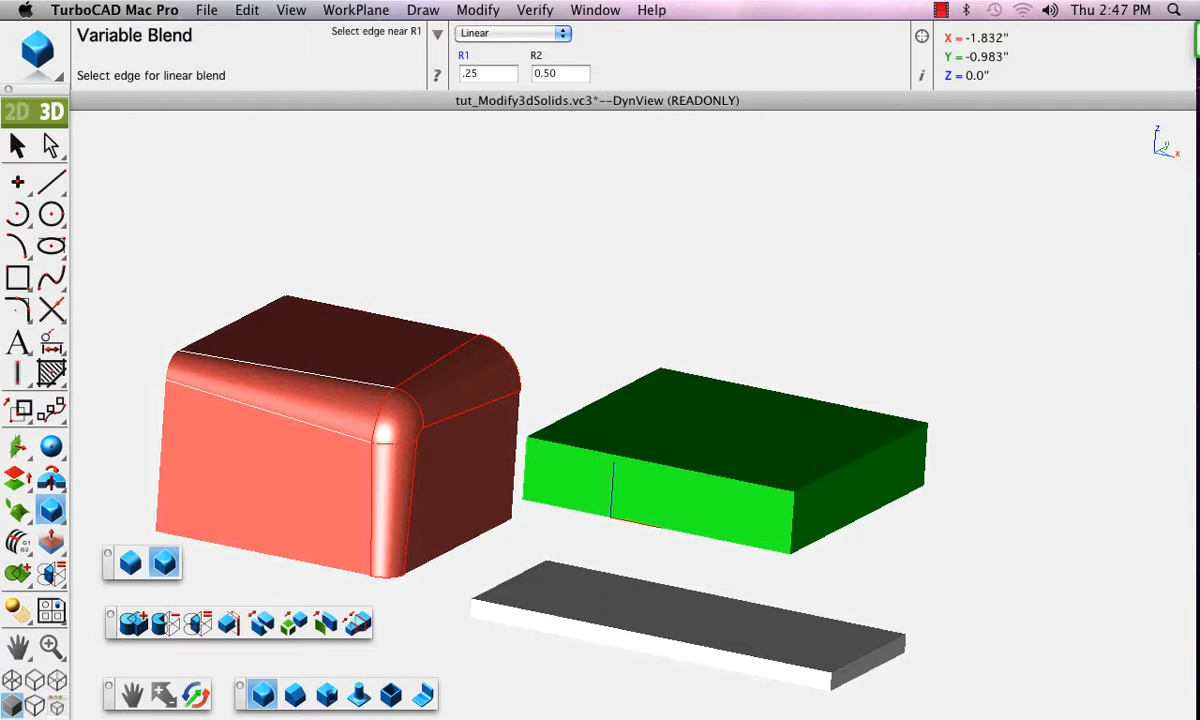 TurboCAD Mac Pro File Edit View WorkPlane Draw Modify Verify Window Help Thu 2:47 PM
Variable Blend
Select edge near R1
Select edge for linear blend
Linear
R1 R2
.25 0.50
?
i
X = -1.832"
Y = -0.983"
Z = 0.0"
tut_Modify3dSolids.vc3*--DynView (READONLY)
2D 3D
z
y
x
A
G1
G2